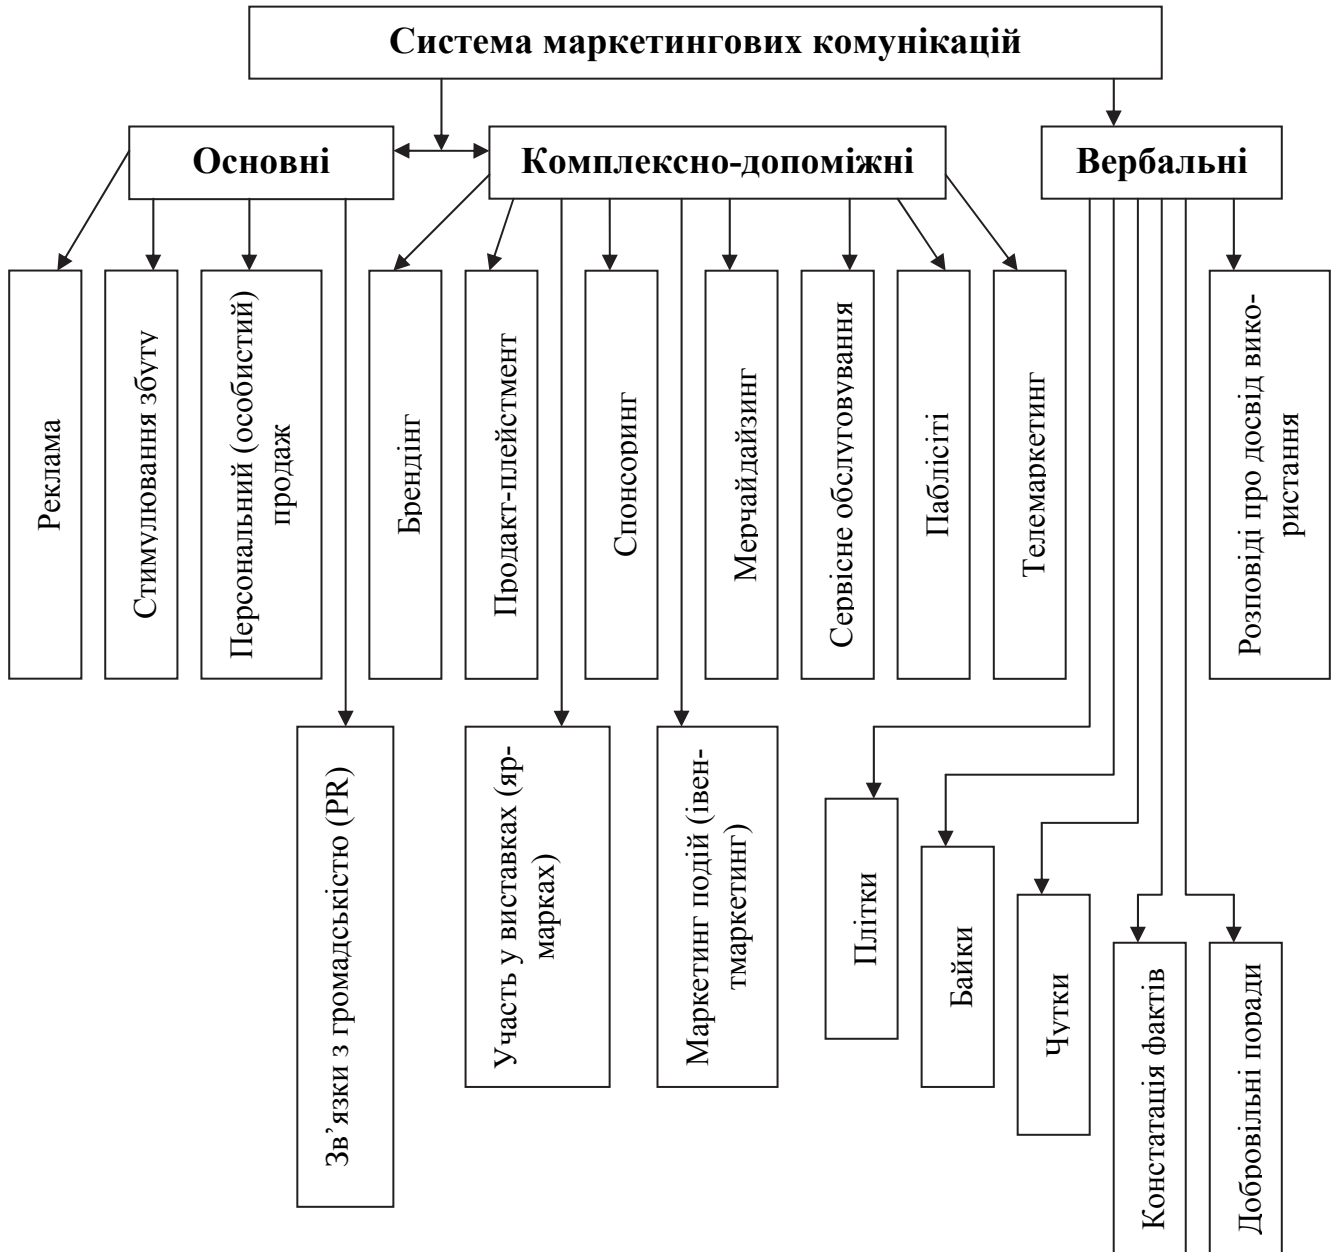 Система маркетингових комунікацій
Основні
Комплексно-допоміжні
Вербальні
Реклама
Стимулювання збуту
Персональний (особистий)
продаж
Брендінг
Продакт-плейстмент
Спонсоринг
Мерчайдайзинг
Сервісне обслуговування
Паблісіті
Телемаркетинг
Розповіді про досвід вико-
ристання
Зв’язки з громадськістю (PR)
Участь у виставках (яр-
марках)
Маркетинг подій (івен-
тмаркетинг)
Плітки
Байки
Чутки
Констатація фактів
Добровільні поради